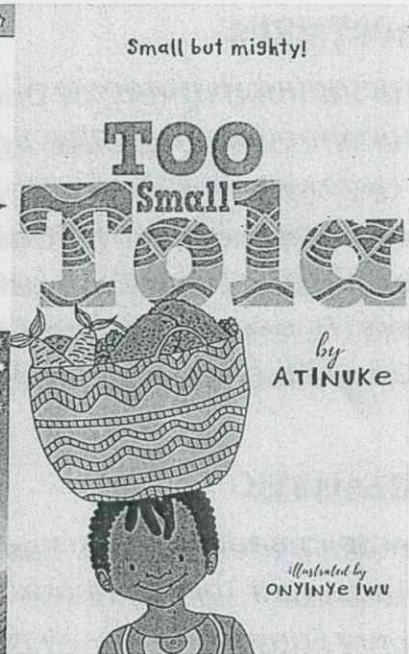 Small but mighty!
TOO
Small
Tola
by
ATINUKE
illustrated by
ONYINYE IWU